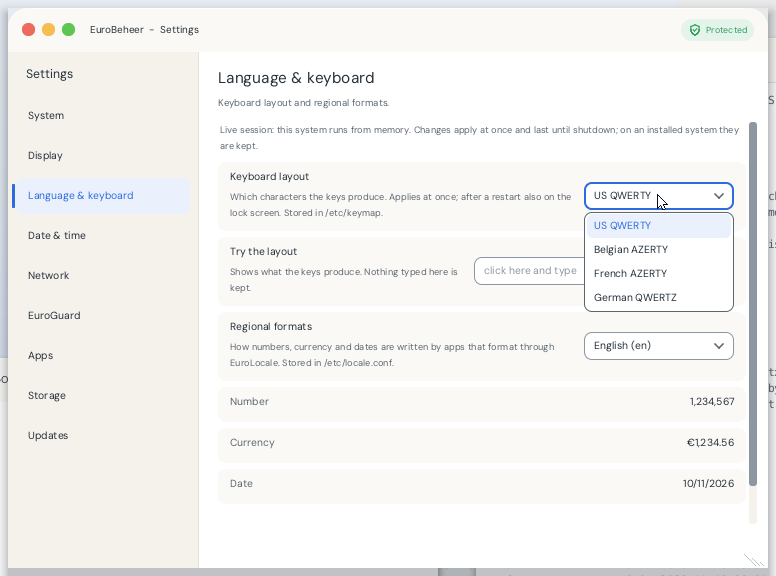 EuroBeheer - Settings
Protected
Settings
System
Display
Language & keyboard
Date & time
Network
EuroGuard
Apps
Storage
Updates
Language & keyboard
Keyboard layout and regional formats.
Live session: this system runs from memory. Changes apply at once and last until shutdown; on an installed system they
are kept.
Keyboard layout
Which characters the keys produce. Applies at once; after a restart also on the
lock screen. Stored in /etc/keymap.
US QWERTY
US QWERTY
Belgian AZERTY
French AZERTY
German QWERTZ
Try the layout
Shows what the keys produce. Nothing typed here is
kept.
click here and type
Regional formats
How numbers, currency and dates are written by apps that format through
EuroLocale. Stored in /etc/locale.conf.
English (en)
Number
1,234,567
Currency
€1,234.56
Date
10/11/2026